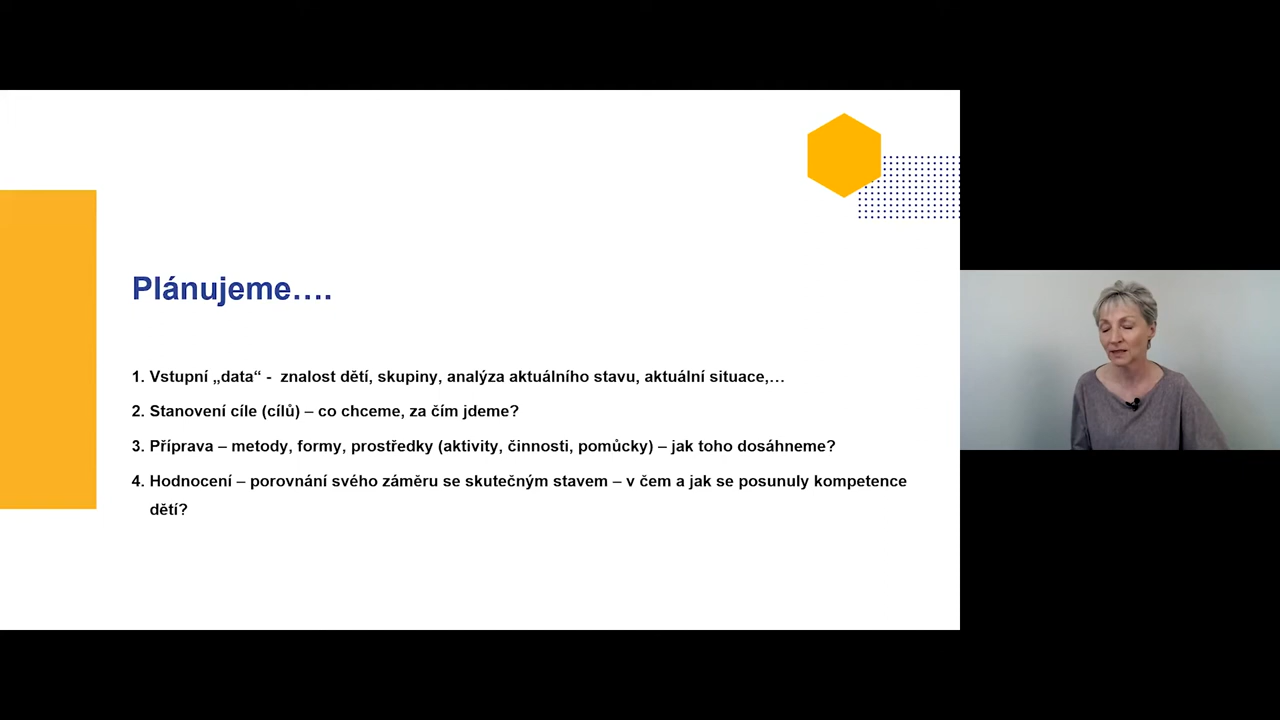 Plánujeme….
1. Vstupní „data“ -  znalost dětí, skupiny, analýza aktuálního stavu, aktuální situace,…
2. Stanovení cíle (cílů) – co chceme, za čím jdeme?
3. Příprava – metody, formy, prostředky (aktivity, činnosti, pomůcky) – jak toho dosáhneme?
4. Hodnocení – porovnání svého záměru se skutečným stavem – v čem a jak se posunuly kompetence
dětí?